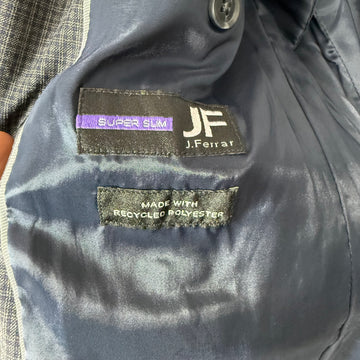 SUPER SLIM
JF
J.Ferrar
MADE WITH
RECYCLED POLYESTER